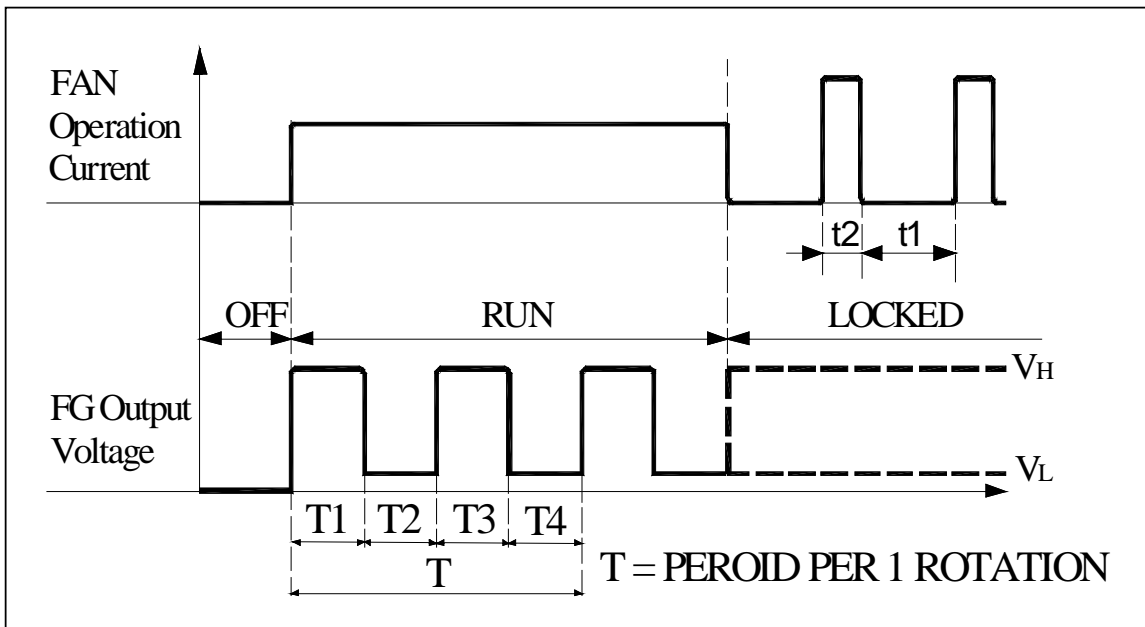 FAN
Operation
Current
t2
t1
OFF
RUN
LOCKED
FG Output
Voltage
VH
VL
T1
T2
T3
T4
T
T = PEROID PER 1 ROTATION